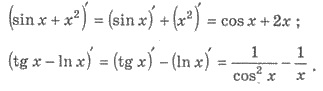 (sin x + x²)′ = (sin x)′ + (x²)′ = cos x + 2x ;
(tg x − ln x)′ = (tg x)′ − (ln x)′ = 1/cos² x − 1/x .